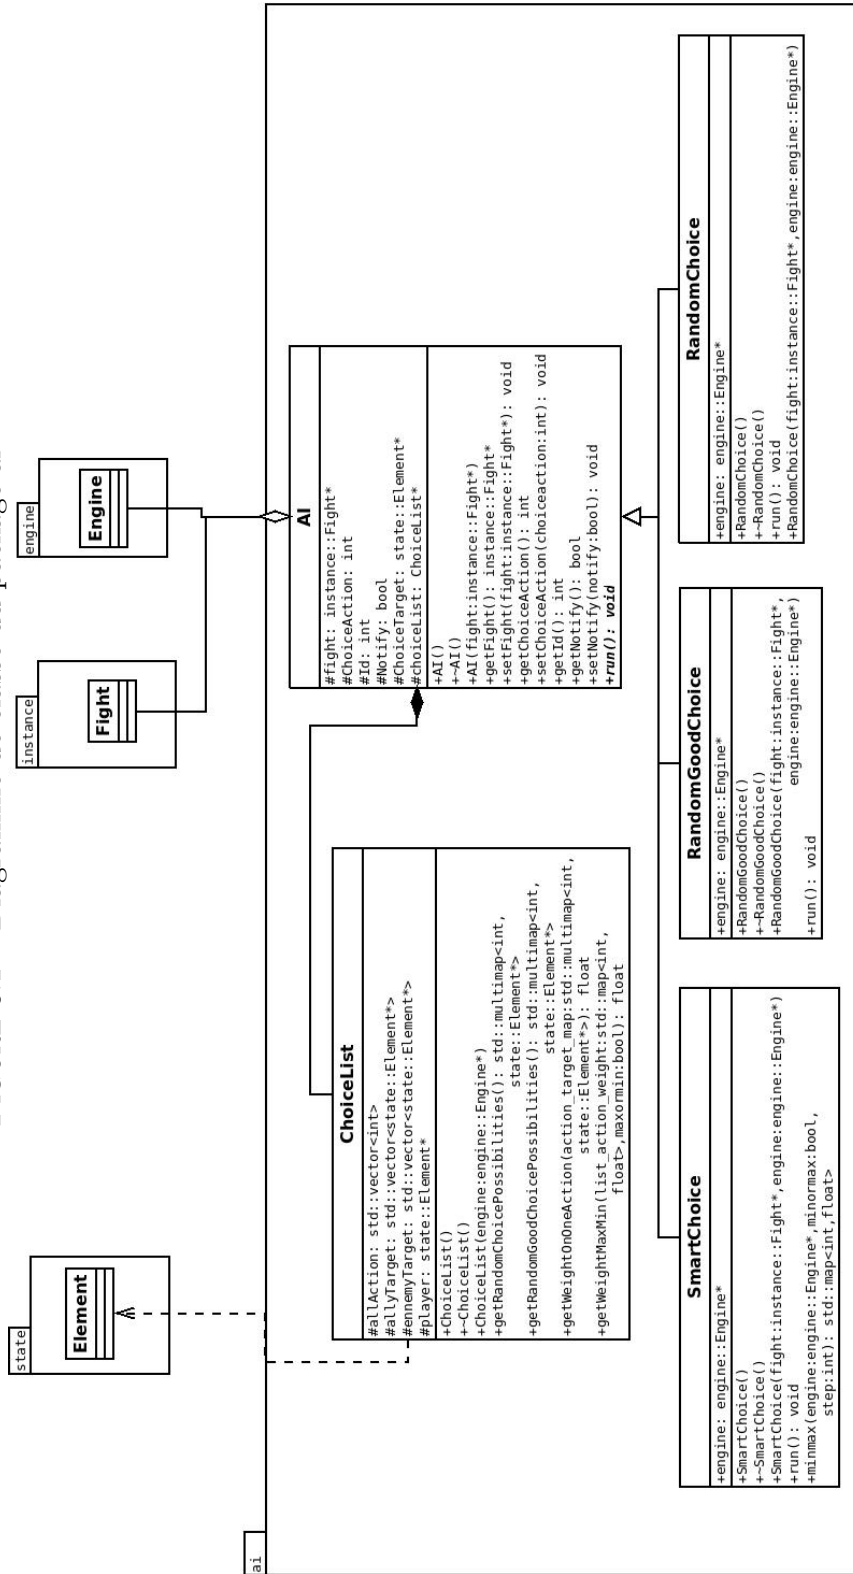 state
Element
instance
Fight
engine
Engine
ai
AI
#fight: instance::Fight*
#ChoiceAction: int
#Id: int
#Notify: bool
#ChoiceTarget: state::Element*
#choiceList: ChoiceList*
+AI()
+~AI()
+AI(fight:instance::Fight*)
+getFight(): instance::Fight*
+setFight(fight:instance::Fight*): void
+getChoiceAction(): int
+setChoiceAction(choiceaction:int): void
+getId(): int
+getNotify(): bool
+setNotify(notify:bool): void
+run(): void
ChoiceList
#allAction: std::vector<int>
#allyTarget: std::vector<state::Element*>
#ennemyTarget: std::vector<state::Element*>
#player: state::Element*
+ChoiceList()
+~ChoiceList()
+ChoiceList(engine:engine::Engine*)
+getRandomChoicePossibilities(): std::multimap<int,
state::Element*>
+getRandomGoodChoicePossibilities(): std::multimap<int,
state::Element*>
+getWeightOnOneAction(action_target_map:std::multimap<int,
state::Element*>): float
+getWeightMaxMin(list_action_weight:std::map<int,
float>,maxormin:bool): float
SmartChoice
+engine: engine::Engine*
+SmartChoice()
+~SmartChoice()
+SmartChoice(fight:instance::Fight*,engine:engine::Engine*)
+run(): void
+minmax(engine:engine::Engine*,minormax:bool,
step:int): std::map<int,float>
RandomGoodChoice
+engine: engine::Engine*
+RandomGoodChoice()
+~RandomGoodChoice()
+RandomGoodChoice(fight:instance::Fight*,
engine:engine::Engine*)
+run(): void
RandomChoice
+engine: engine::Engine*
+RandomChoice()
+~RandomChoice()
+run(): void
+RandomChoice(fight:instance::Fight*,engine:engine::Engine*)